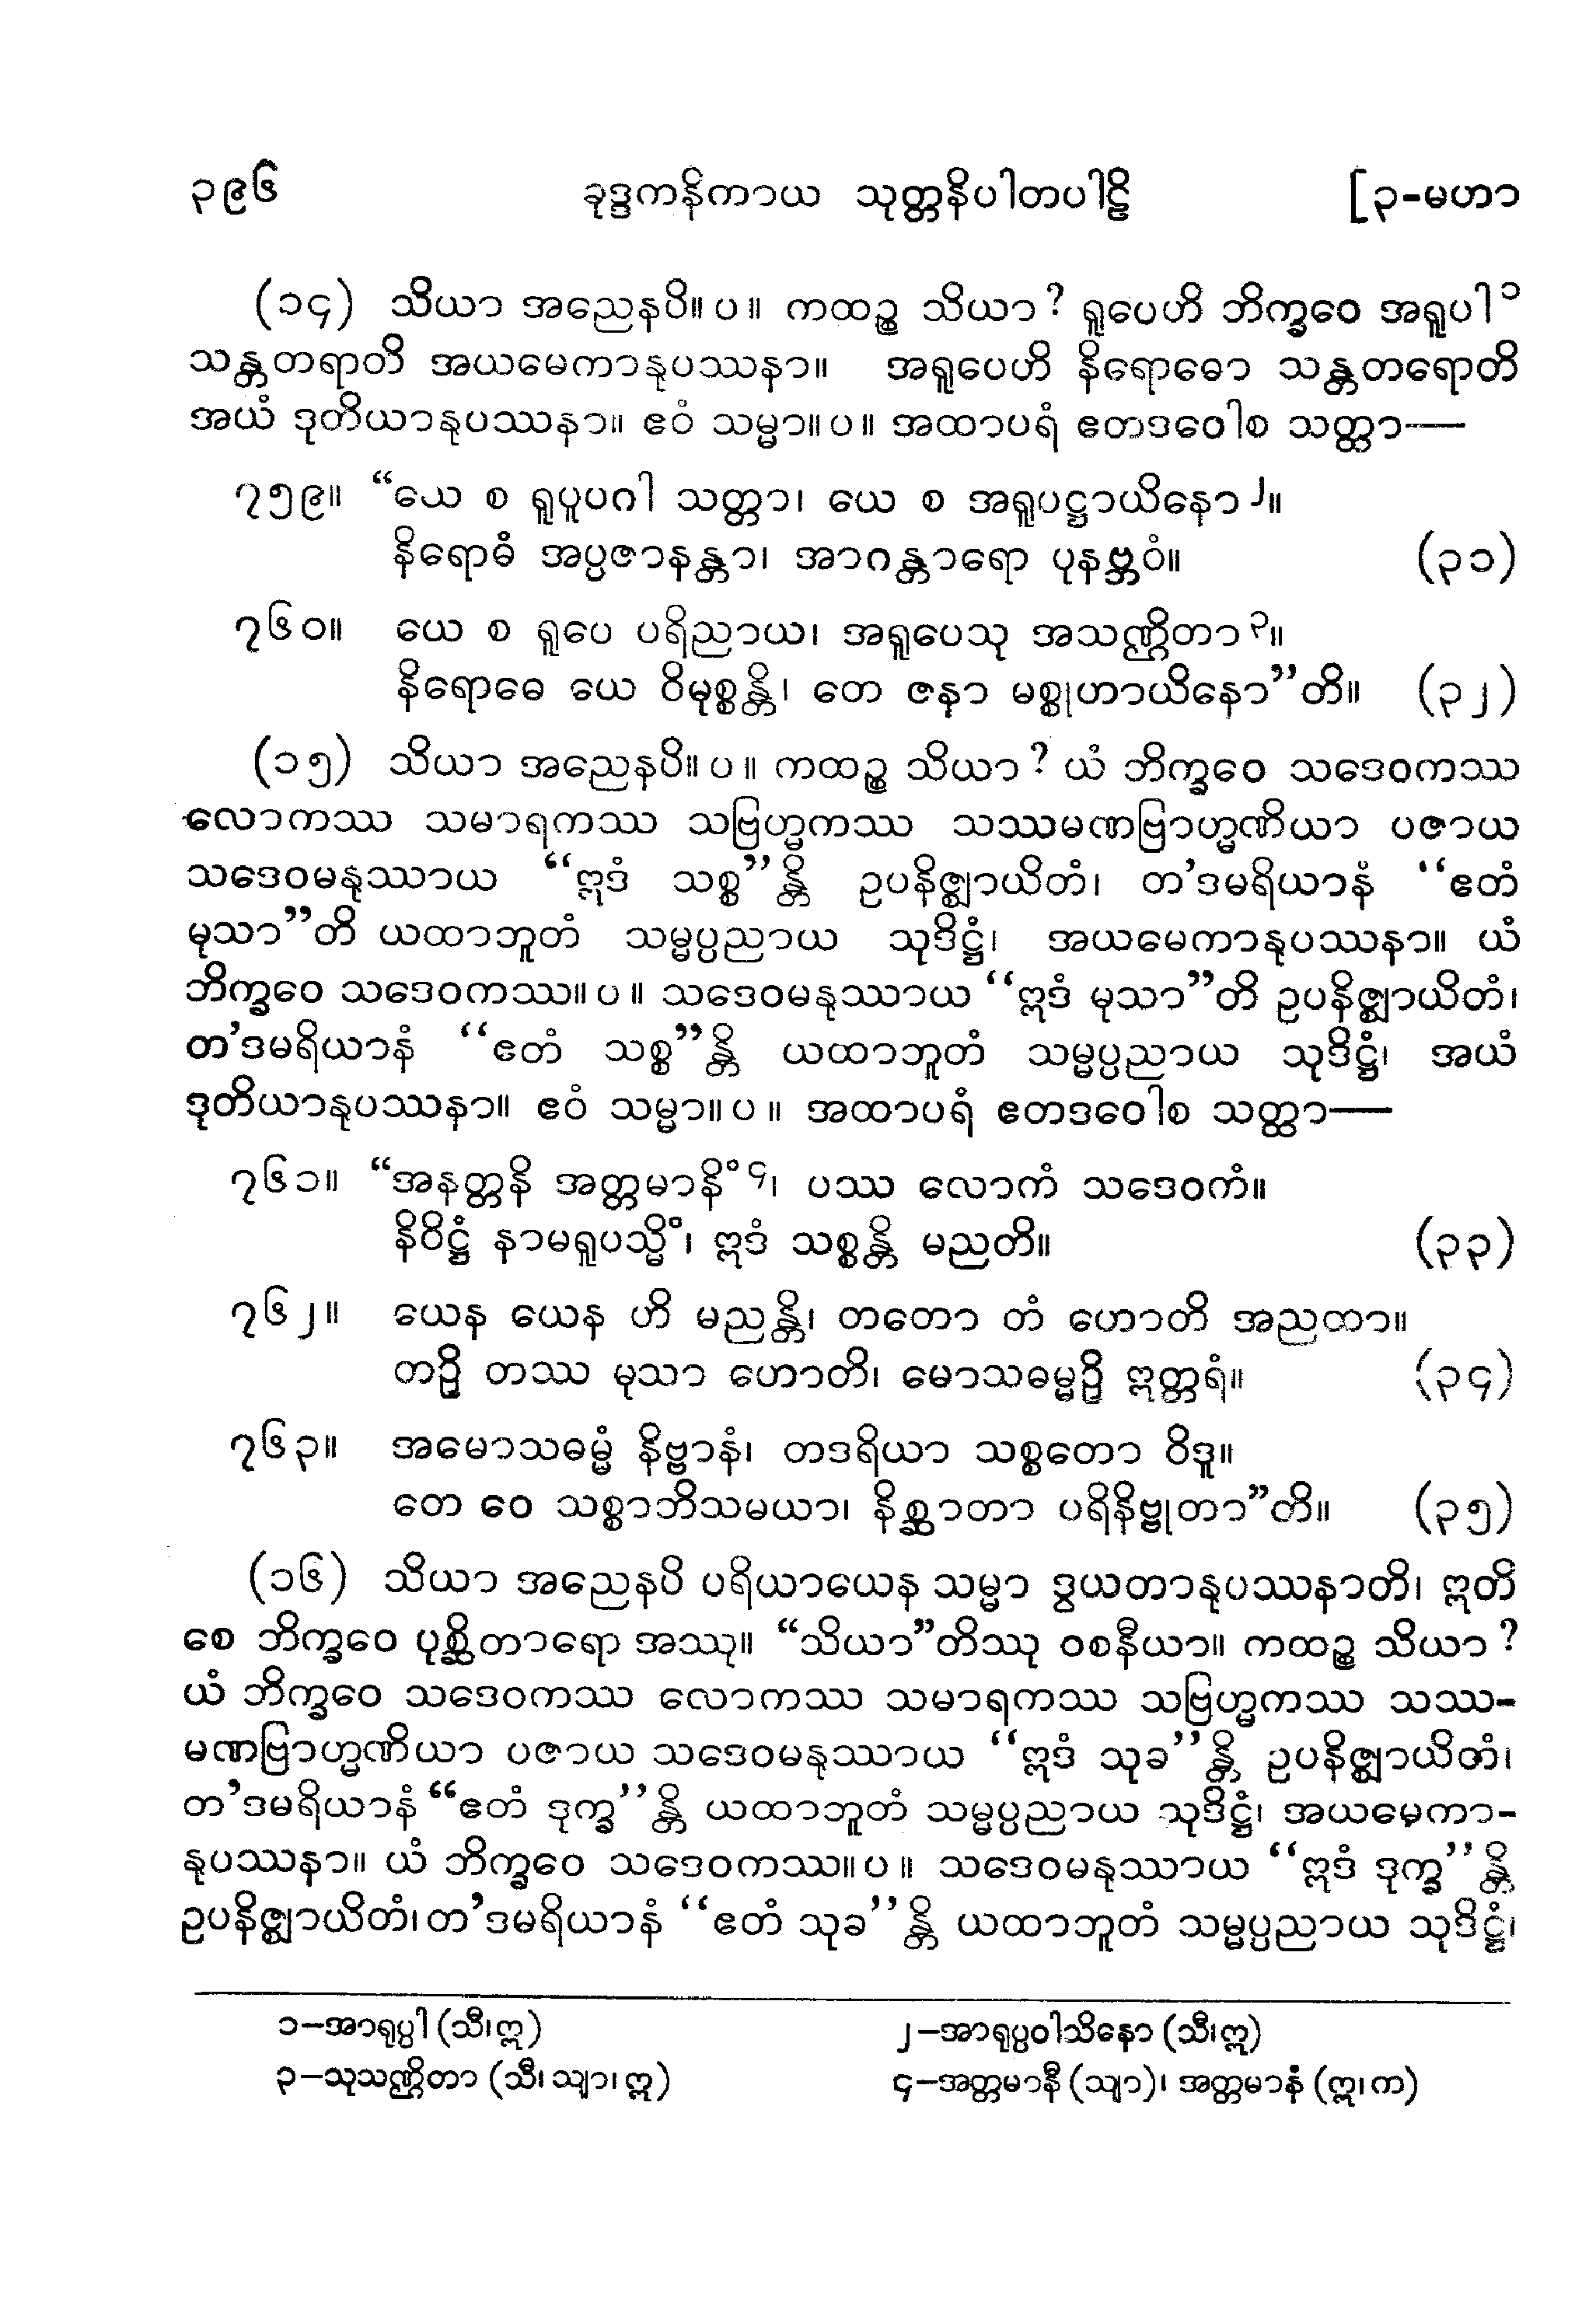 ၃၉၆ ခုဒ္ဒကနိကာယ သုတ္တနိပါတပါဠိ [၃-မဟာ
(၁၄) သိယာ အညေနပိ။ ပ ။ ကထဉ္စ သိယာ? ရူပေဟိ ဘိက္ခဝေ အရူပါ၁
သန္တတရာတိ အယမေကာနုပဿနာ။ အရူပေဟိ နိရောဓော သန္တတရောတိ
အယံ ဒုတိယာနုပဿနာ။ ဧဝံ သမ္မာ။ ပ ။ အထာပရံ ဧတဒဝေါစ သတ္ထာ—
၇၅၉။ “ယေ စ ရူပူပဂါ သတ္တာ၊ ယေ စ အရူပဋ္ဌာယိနော၂။
နိရောဓံ အပ္ပဇာနန္တာ၊ အာဂန္တာရော ပုနဗ္ဘဝံ။ (၃၁)
၇၆၀။ ယေ စ ရူပေ ပရိညာယ၊ အရူပေသု အသဏ္ဌိတာ၃။
နိရောဓေ ယေ ဝိမုစ္စန္တိ၊ တေ ဇနာ မစ္စုဟာယိနော”တိ။ (၃၂)
(၁၅) သိယာ အညေနပိ။ ပ ။ ကထဉ္စ သိယာ? ယံ ဘိက္ခဝေ သဒေဝကဿ
လောကဿ သမာရကဿ သဗြဟ္မကဿ သဿမဏဗြာဟ္မဏိယာ ပဇာယ
သဒေဝမနုဿာယ “ဣဒံ သစ္စ”န္တိ ဥပနိဇ္ဈာယိတံ၊ တ’ဒမရိယာနံ “ဧတံ
မုသာ”တိ ယထာဘူတံ သမ္မပ္ပညာယ သုဒိဋ္ဌံ၊ အယမေကာနုပဿနာ။ ယံ
ဘိက္ခဝေ သဒေဝကဿ။ ပ ။ သဒေဝမနုဿာယ “ဣဒံ မုသာ”တိ ဥပနိဇ္ဈာယိတံ၊
တ’ဒမရိယာနံ “ဧတံ သစ္စ”န္တိ ယထာဘူတံ သမ္မပ္ပညာယ သုဒိဋ္ဌံ၊ အယံ
ဒုတိယာနုပဿနာ။ ဧဝံ သမ္မာ။ ပ ။ အထာပရံ ဧတဒဝေါစ သတ္ထာ—
၇၆၁။ “အနတ္တနိ အတ္တမာနိံ၄၊ ပဿ လောကံ သဒေဝကံ။
နိဝိဋ္ဌံ နာမရူပသ္မိံ၊ ဣဒံ သစ္စန္တိ မညတိ။ (၃၃)
၇၆၂။ ယေန ယေန ဟိ မညန္တိ၊ တတော တံ ဟောတိ အညထာ။
တဉှိ တဿ မုသာ ဟောတိ၊ မောသဓမ္မဉှိ ဣတ္တရံ။ (၃၄)
၇၆၃။ အမောသဓမ္မံ နိဗ္ဗာနံ၊ တဒရိယာ သစ္စတော ဝိဒူ။
တေ ဝေ သစ္စာဘိသမယာ၊ နိစ္ဆာတာ ပရိနိဗ္ဗုတာ”တိ။ (၃၅)
(၁၆) သိယာ အညေနပိ ပရိယာယေန သမ္မာ ဒွယတာနုပဿနာတိ၊ ဣတိ
စေ ဘိက္ခဝေ ပုစ္ဆိတာရော အဿု။ “သိယာ”တိဿု ဝစနီယာ။ ကထဉ္စ သိယာ?
ယံ ဘိက္ခဝေ သဒေဝကဿ လောကဿ သမာရကဿ သဗြဟ္မကဿ သဿ-
မဏဗြာဟ္မဏိယာ ပဇာယ သဒေဝမနုဿာယ “ဣဒံ သုခ”န္တိ ဥပနိဇ္ဈာယိတံ၊
တ’ဒမရိယာနံ “ဧတံ ဒုက္ခ”န္တိ ယထာဘူတံ သမ္မပ္ပညာယ သုဒိဋ္ဌံ၊ အယမေကာ-
နုပဿနာ။ ယံ ဘိက္ခဝေ သဒေဝကဿ။ ပ ။ သဒေဝမနုဿာယ “ဣဒံ ဒုက္ခ”န္တိ
ဥပနိဇ္ဈာယိတံ၊ တ’ဒမရိယာနံ “ဧတံ သုခ”န္တိ ယထာဘူတံ သမ္မပ္ပညာယ သုဒိဋ္ဌံ၊
၁–အာရုပ္ပါ (သီ၊ ဣ) ၂–အာရုပ္ပဝါသိနော (သီ၊ ဣ)
၃–သုသဏ္ဌိတာ (သီ၊ သျာ၊ ဣ) ၄–အတ္တမာနီ (သျာ)၊ အတ္တမာနံ (ဣ၊ က)